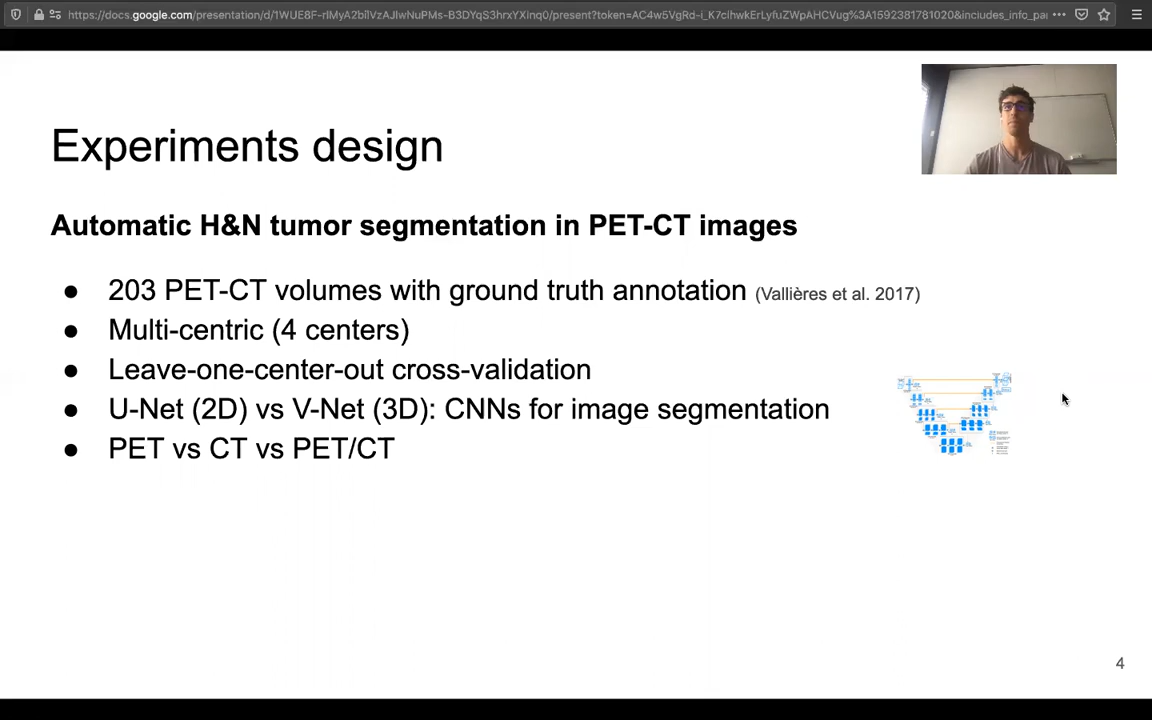 Experiments design
Automatic H&N tumor segmentation in PET-CT images
● 203 PET-CT volumes with ground truth annotation (Vallières et al. 2017)
● Multi-centric (4 centers)
● Leave-one-center-out cross-validation
● U-Net (2D) vs V-Net (3D): CNNs for image segmentation
● PET vs CT vs PET/CT
4